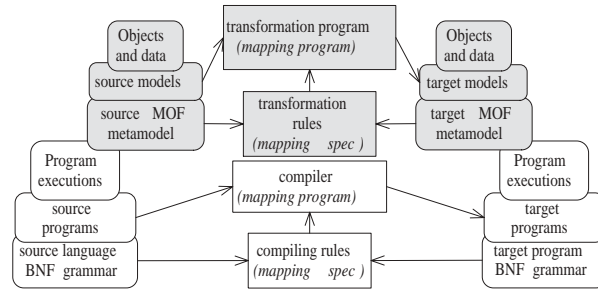 Objects
and data
source models
source MOF
metamodel
transformation program
(mapping program)
transformation
rules
(mapping spec )
Objects
and data
target models
target MOF
metamodel
Program
executions
source
programs
source language
BNF grammar
compiler
(mapping program)
compiling rules
(mapping spec )
Program
executions
target
programs
target program
BNF grammar